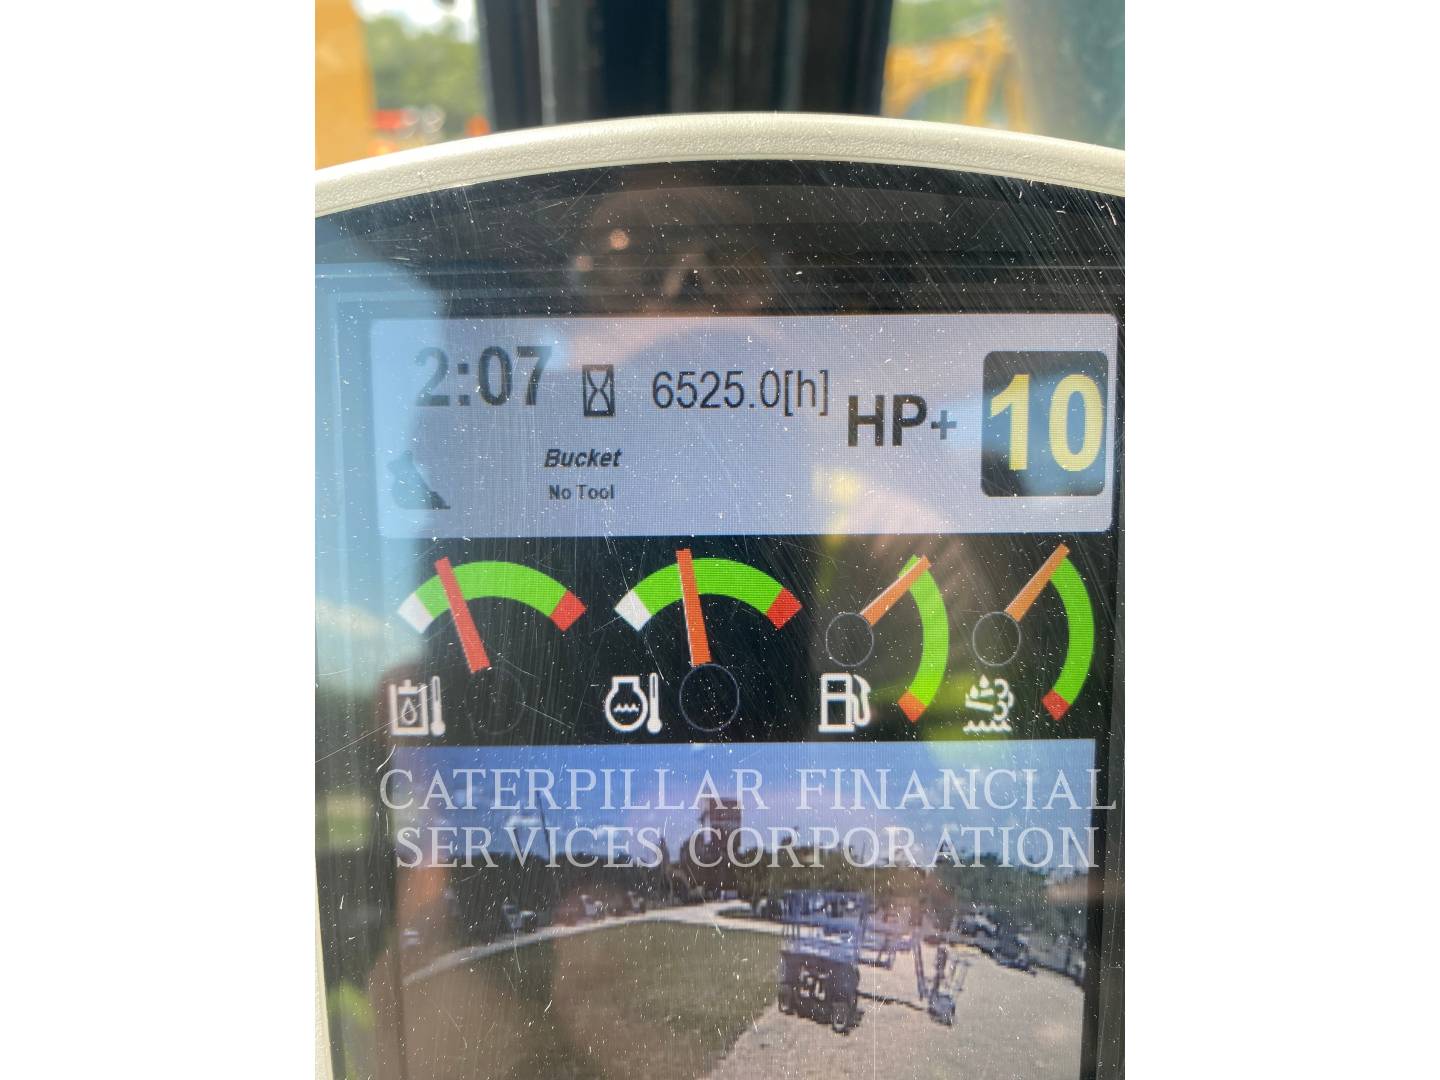 2:07 6525.0[h] HP+ 10
Bucket
No Tool
CATERPILLAR FINANCIAL
SERVICES CORPORATION